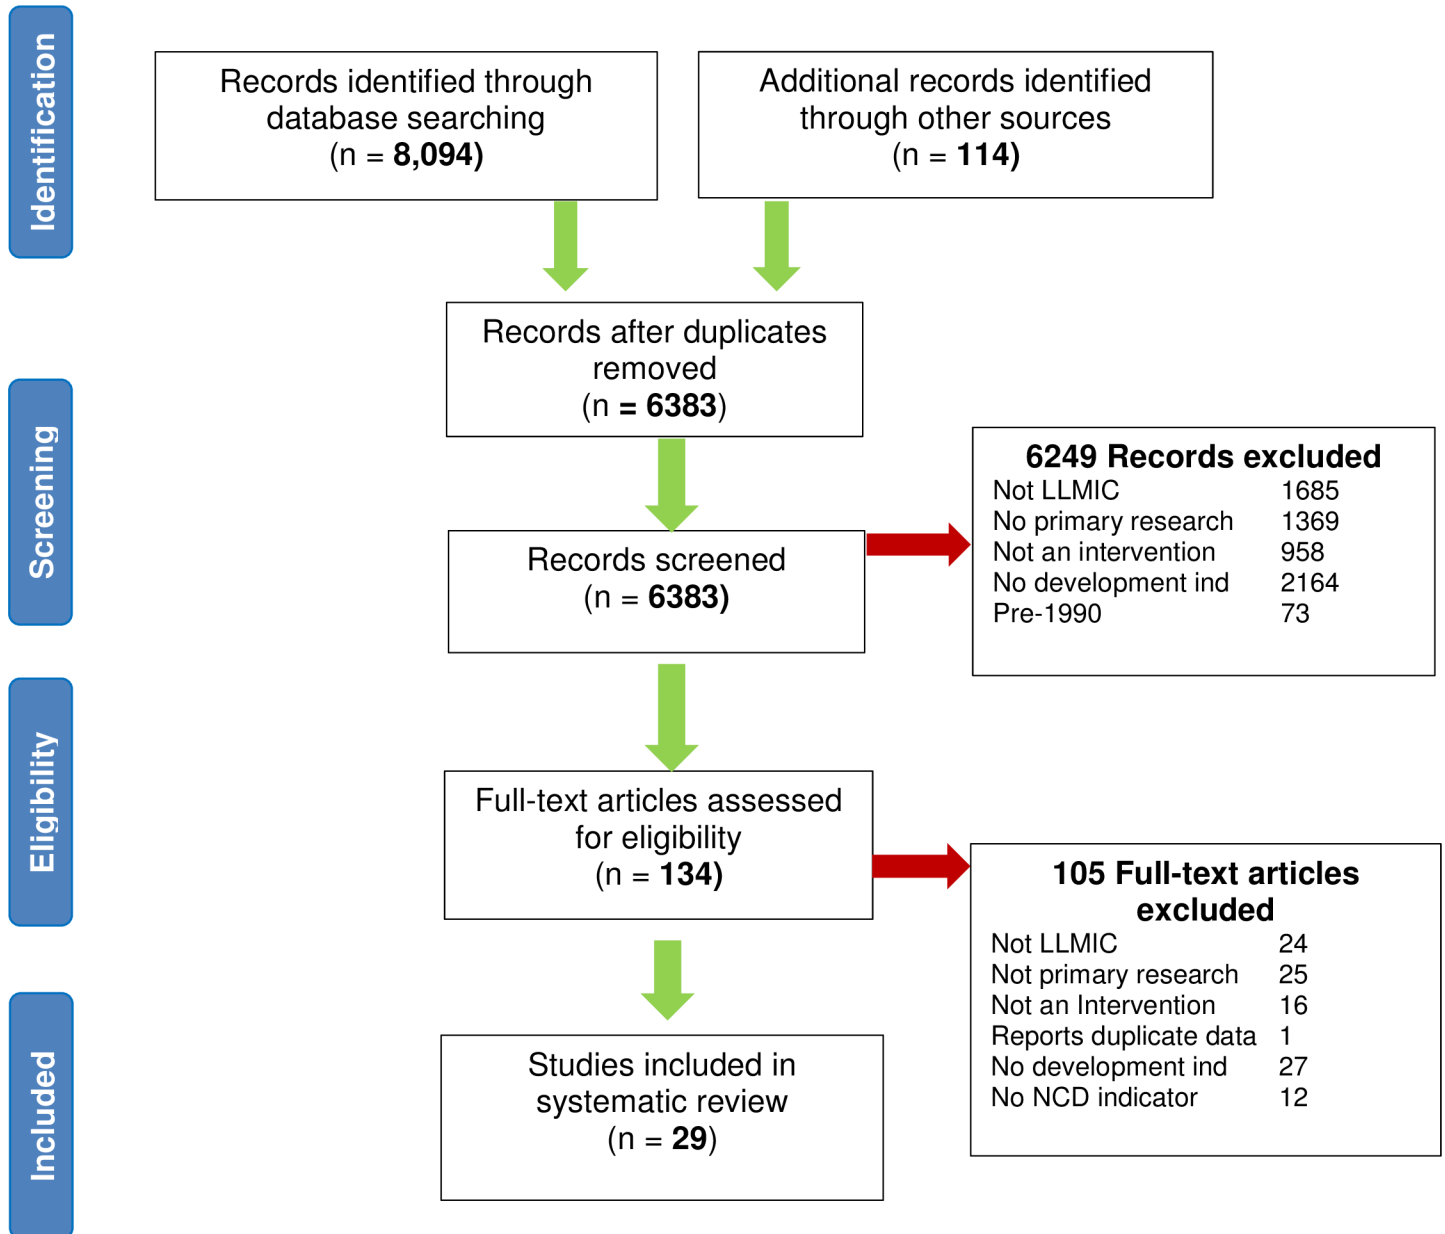 Identification
Records identified through
database searching
(n = 8,094)
Additional records identified
through other sources
(n = 114)
Records after duplicates
removed
(n = 6383)
Screening
Records screened
(n = 6383)
6249 Records excluded
Not LLMIC 1685
No primary research 1369
Not an intervention 958
No development ind 2164
Pre-1990 73
Eligibility
Full-text articles assessed
for eligibility
(n = 134)
105 Full-text articles
excluded
Not LLMIC 24
Not primary research 25
Not an Intervention 16
Reports duplicate data 1
No development ind 27
No NCD indicator 12
Included
Studies included in
systematic review
(n = 29)